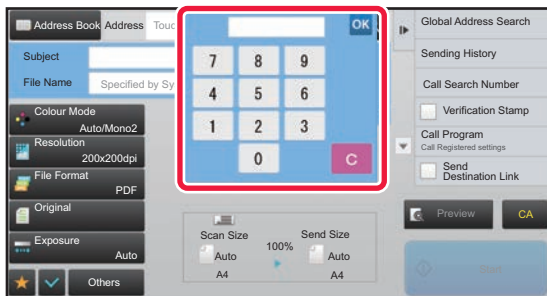 Address Book
Address
Touc
OK
Global Address Search
Subject
Sending History
File Name
Specified by Sy
7 8 9
Call Search Number
4 5 6
Verification Stamp
Colour Mode
Auto/Mono2
1 2 3
Call Program
Call Registered settings
Resolution
200x200dpi
0 C
Send
Destination Link
File Format
PDF
Original
Preview
CA
Scan Size
Send Size
100%
Exposure
Auto
Auto
Auto
A4
A4
Start
Others